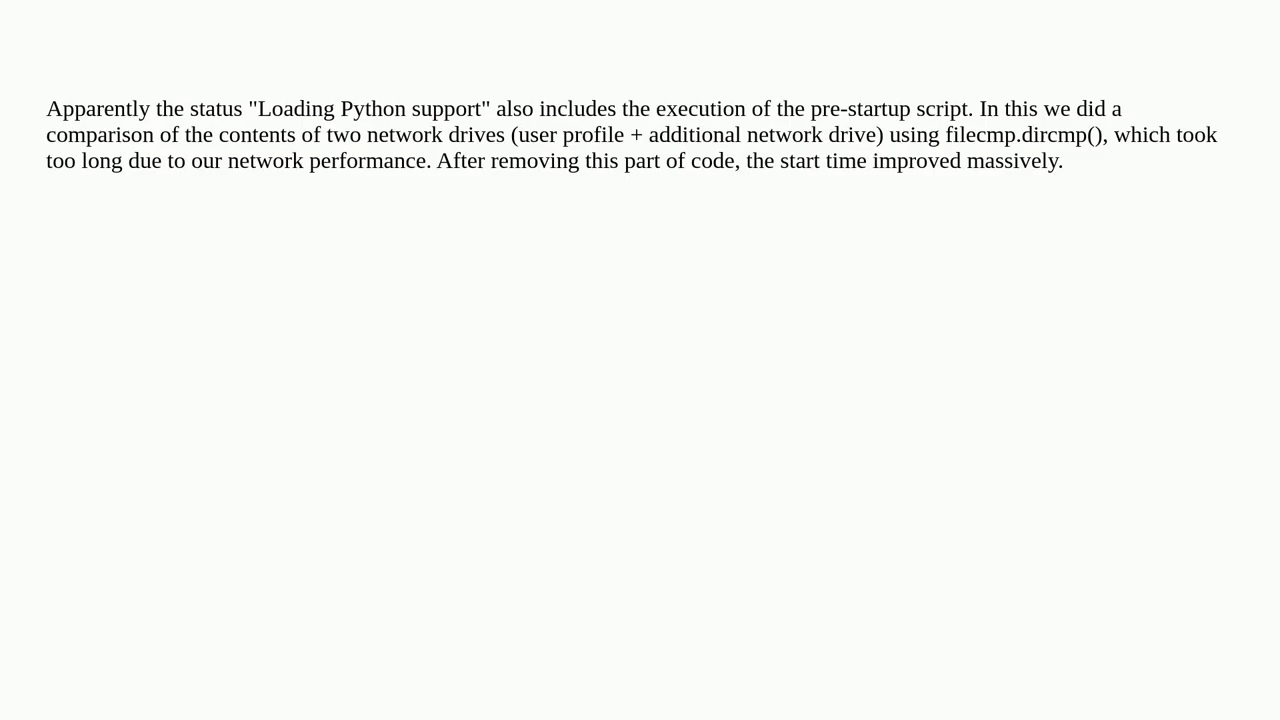 Apparently the status "Loading Python support" also includes the execution of the pre-startup script. In this we did a
comparison of the contents of two network drives (user profile + additional network drive) using filecmp.dircmp(), which took
too long due to our network performance. After removing this part of code, the start time improved massively.